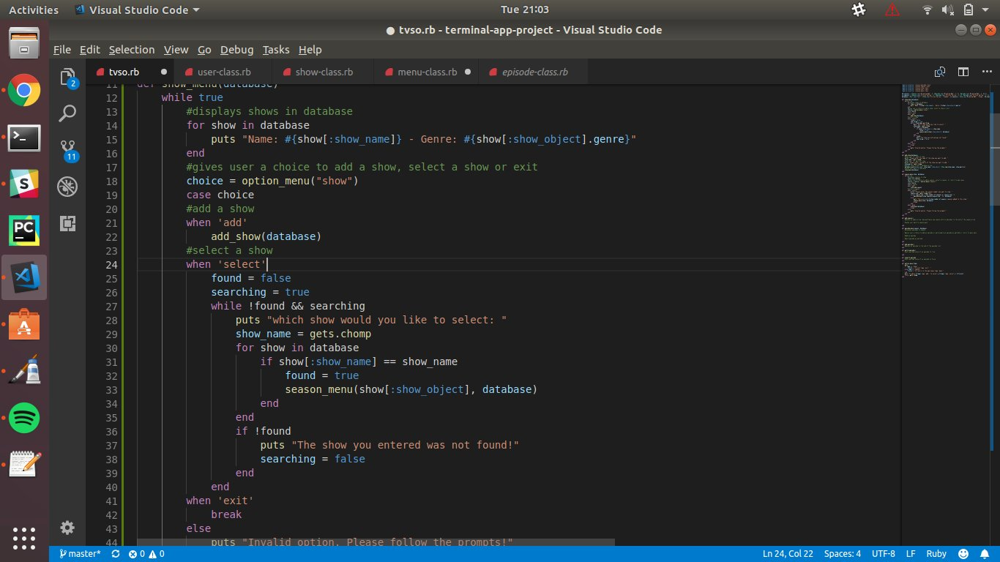 Activities Visual Studio Code Tue 21:03
● tvso.rb - terminal-app-project - Visual Studio Code
File Edit Selection View Go Debug Tasks Help
tvso.rb user-class.rb show-class.rb menu-class.rb episode-class.rb
2
11
S
PC
A
11 def show_menu(database)
12 while true
13 #displays shows in database
14 for show in database
15 puts "Name: #{show[:show_name]} - Genre: #{show[:show_object].genre}"
16 end
17 #gives user a choice to add a show, select a show or exit
18 choice = option_menu("show")
19 case choice
20 #add a show
21 when 'add'
22 add_show(database)
23 #select a show
24 when 'select'
25 found = false
26 searching = true
27 while !found && searching
28 puts "which show would you like to select: "
29 show_name = gets.chomp
30 for show in database
31 if show[:show_name] == show_name
32 found = true
33 season_menu(show[:show_object], database)
34 end
35 end
36 if !found
37 puts "The show you entered was not found!"
38 searching = false
39 end
40 end
41 when 'exit'
42 break
43 else
44 puts "Invalid option. Please follow the prompts!"
master* 0 0 Ln 24, Col 22 Spaces: 4 UTF-8 LF Ruby